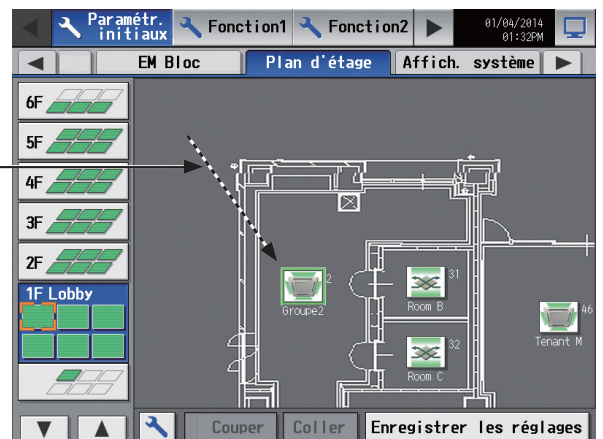 Paramétr. initiaux
Fonction1
Fonction2
01/04/2014
01:32PM
EM Bloc
Plan d'étage
Affich. système
6F
5F
4F
3F
2F
1F Lobby
2
Groupe2
31
Room B
32
Room C
46
Tenant M
Couper
Coller
Enregistrer les réglages